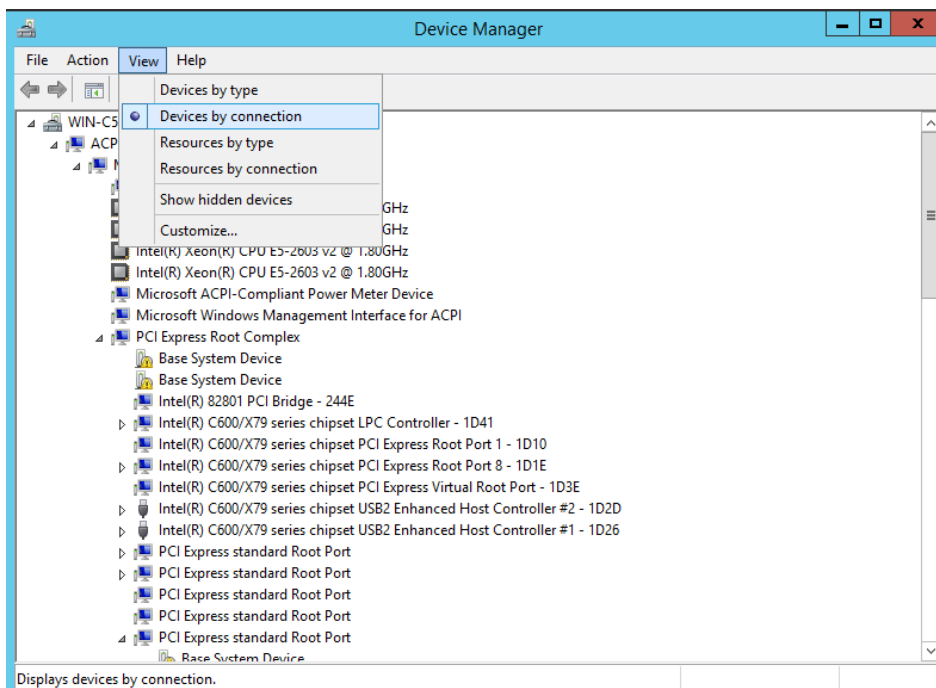 Device Manager
File Action View Help
Devices by type
Devices by connection
Resources by type
Resources by connection
Show hidden devices
Customize...
WIN-C5
ACP
GHz
GHz
Intel(R) Xeon(R) CPU E5-2603 v2 @ 1.80GHz
Intel(R) Xeon(R) CPU E5-2603 v2 @ 1.80GHz
Microsoft ACPI-Compliant Power Meter Device
Microsoft Windows Management Interface for ACPI
PCI Express Root Complex
Base System Device
Base System Device
Intel(R) 82801 PCI Bridge - 244E
Intel(R) C600/X79 series chipset LPC Controller - 1D41
Intel(R) C600/X79 series chipset PCI Express Root Port 1 - 1D10
Intel(R) C600/X79 series chipset PCI Express Root Port 8 - 1D1E
Intel(R) C600/X79 series chipset PCI Express Virtual Root Port - 1D3E
Intel(R) C600/X79 series chipset USB2 Enhanced Host Controller #2 - 1D2D
Intel(R) C600/X79 series chipset USB2 Enhanced Host Controller #1 - 1D26
PCI Express standard Root Port
PCI Express standard Root Port
PCI Express standard Root Port
PCI Express standard Root Port
PCI Express standard Root Port
Base System Device
Displays devices by connection.